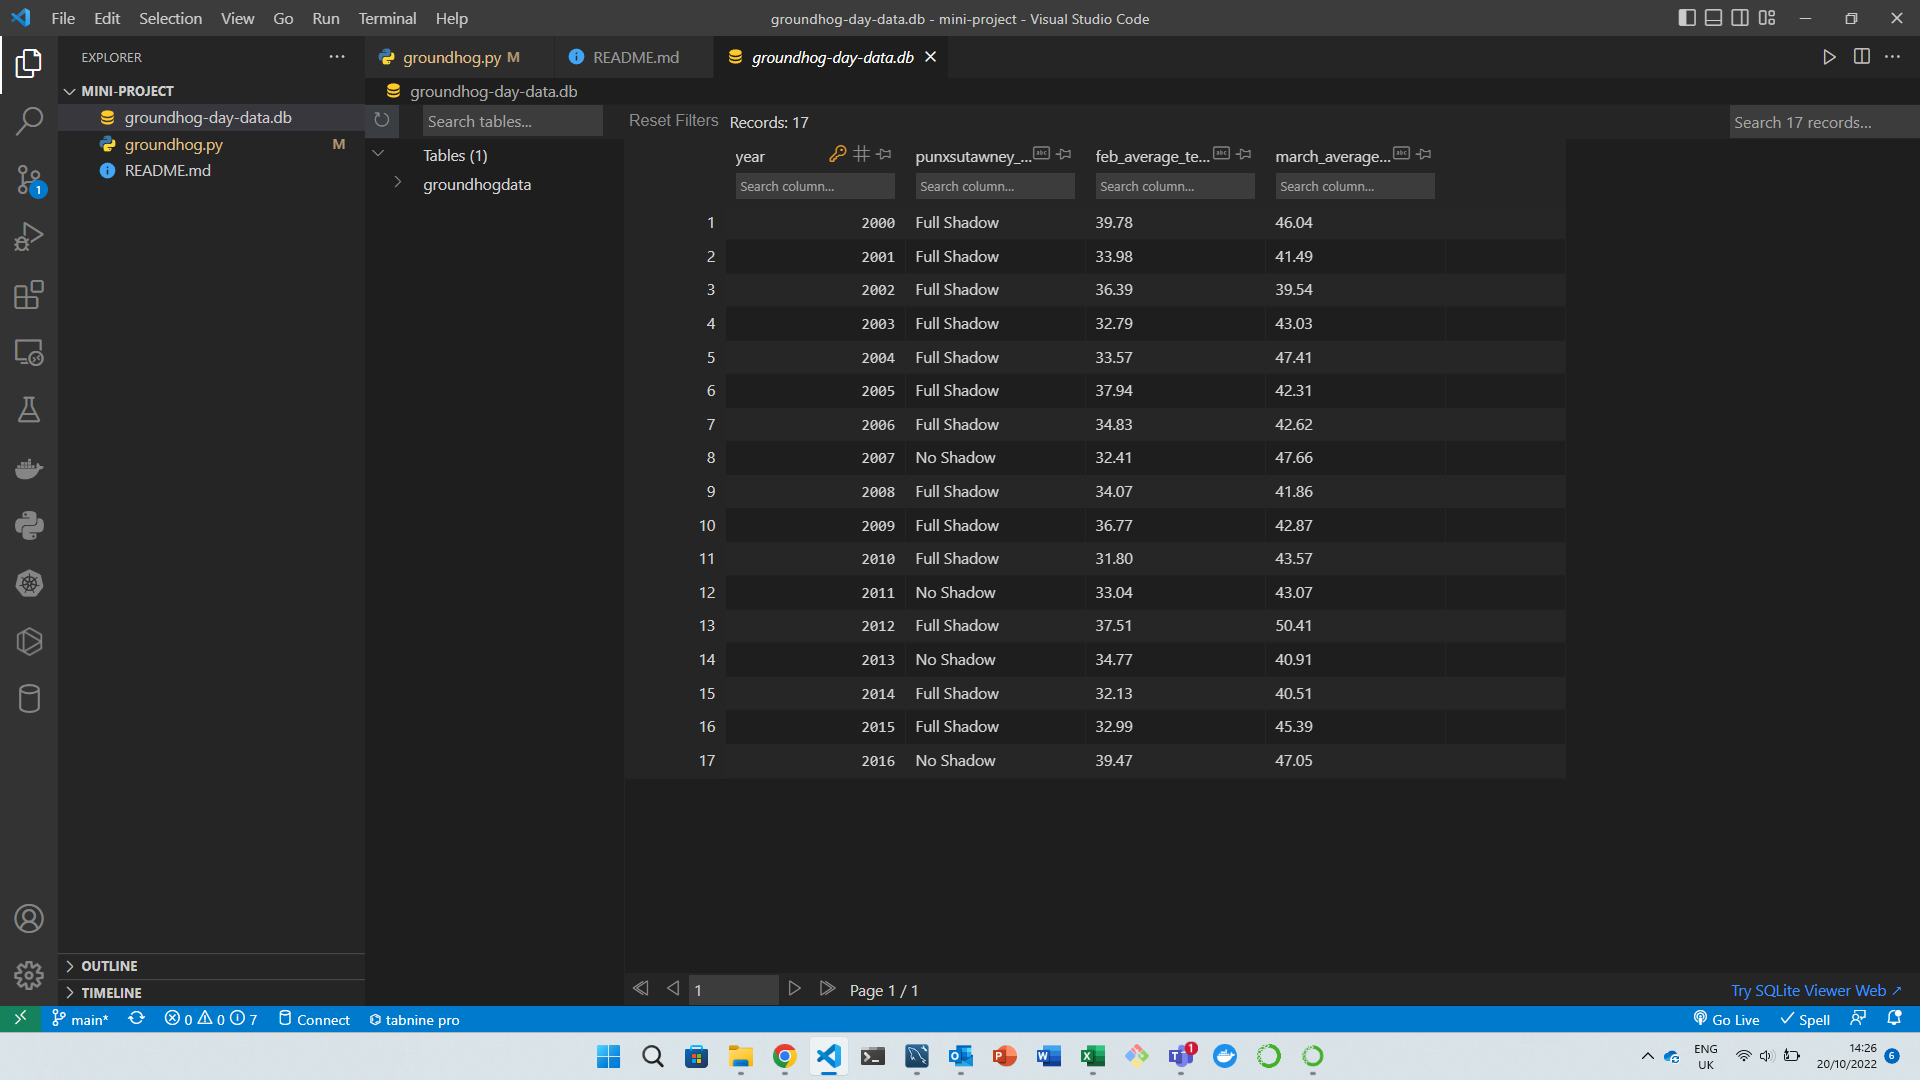 File Edit Selection View Go Run Terminal Help
groundhog-day-data.db - mini-project - Visual Studio Code
EXPLORER
groundhog.py M
README.md
groundhog-day-data.db
MINI-PROJECT
groundhog-day-data.db
groundhog.py M
README.md
groundhog-day-data.db
Search tables...
Reset Filters Records: 17
Search 17 records...
Tables (1)
groundhogdata
year punxsutawney_... feb_average_te... march_average...
Search column... Search column... Search column... Search column...
1 2000 Full Shadow 39.78 46.04
2 2001 Full Shadow 33.98 41.49
3 2002 Full Shadow 36.39 39.54
4 2003 Full Shadow 32.79 43.03
5 2004 Full Shadow 33.57 47.41
6 2005 Full Shadow 37.94 42.31
7 2006 Full Shadow 34.83 42.62
8 2007 No Shadow 32.41 47.66
9 2008 Full Shadow 34.07 41.86
10 2009 Full Shadow 36.77 42.87
11 2010 Full Shadow 31.80 43.57
12 2011 No Shadow 33.04 43.07
13 2012 Full Shadow 37.51 50.41
14 2013 No Shadow 34.77 40.91
15 2014 Full Shadow 32.13 40.51
16 2015 Full Shadow 32.99 45.39
17 2016 No Shadow 39.47 47.05
1
OUTLINE
TIMELINE
1 Page 1 / 1
Try SQLite Viewer Web
main* 0 0 7 Connect tabnine pro
Go Live Spell
1
ENG
UK
14:26
20/10/2022
6